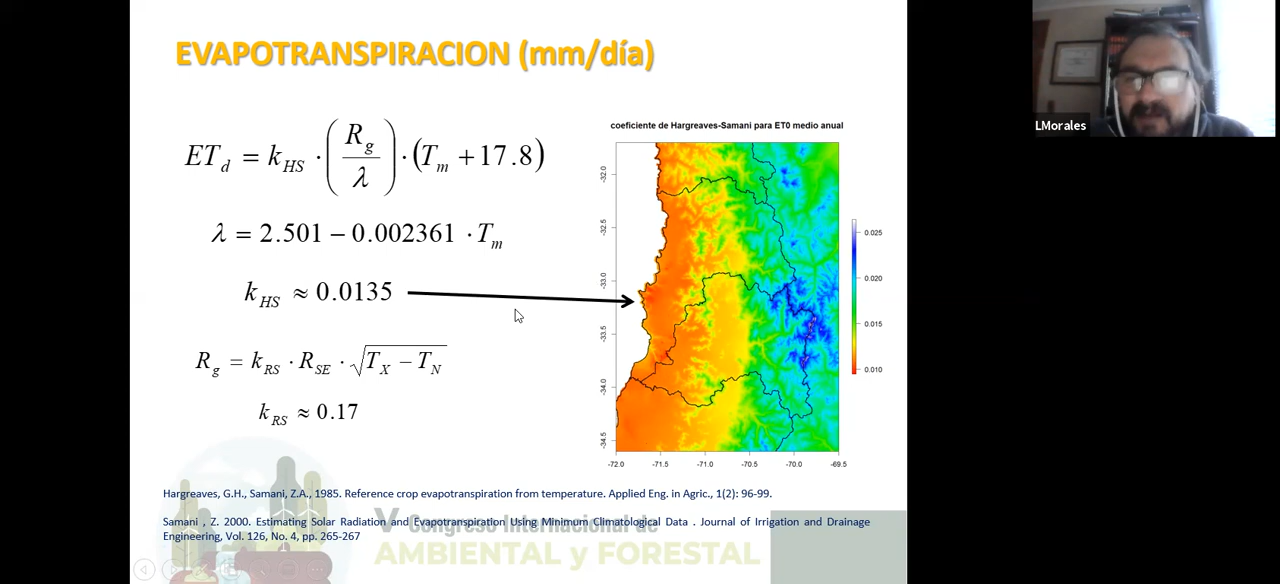 EVAPOTRANSPIRACION (mm/día)
ET_d = k_HS · (R_g / λ) · (T_m + 17.8)
λ = 2.501 − 0.002361 · T_m
k_HS ≈ 0.0135
R_g = k_RS · R_SE · √(T_X − T_N)
k_RS ≈ 0.17
coeficiente de Hargreaves-Samani para ET0 medio anual
-32.0
-32.5
-33.0
-33.5
-34.0
-34.5
-72.0 -71.5 -71.0 -70.5 -70.0 -69.5
0.025
0.020
0.015
0.010
Hargreaves, G.H., Samani, Z.A., 1985. Reference crop evapotranspiration from temperature. Applied Eng. in Agric., 1(2): 96-99.
Samani , Z. 2000. Estimating Solar Radiation and Evapotranspiration Using Minimum Climatological Data . Journal of Irrigation and Drainage
Engineering, Vol. 126, No. 4, pp. 265-267
V Congreso Internacional de
AMBIENTAL y FORESTAL
LMorales